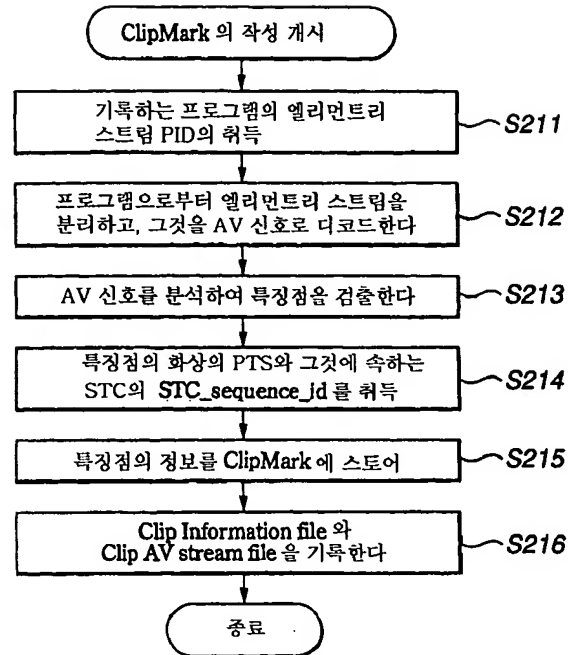 ClipMark 의 작성 개시
기록하는 프로그램의 엘리먼트리
스트림 PID의 취득
S211
프로그램으로부터 엘리먼트리 스트림을
분리하고, 그것을 AV 신호로 디코드한다
S212
AV 신호를 분석하여 특징점을 검출한다
S213
특징점의 화상의 PTS와 그것에 속하는
STC의 STC_sequence_id 를 취득
S214
특징점의 정보를 ClipMark 에 스토어
S215
Clip Information file 와
Clip AV stream file 을 기록한다
S216
종료